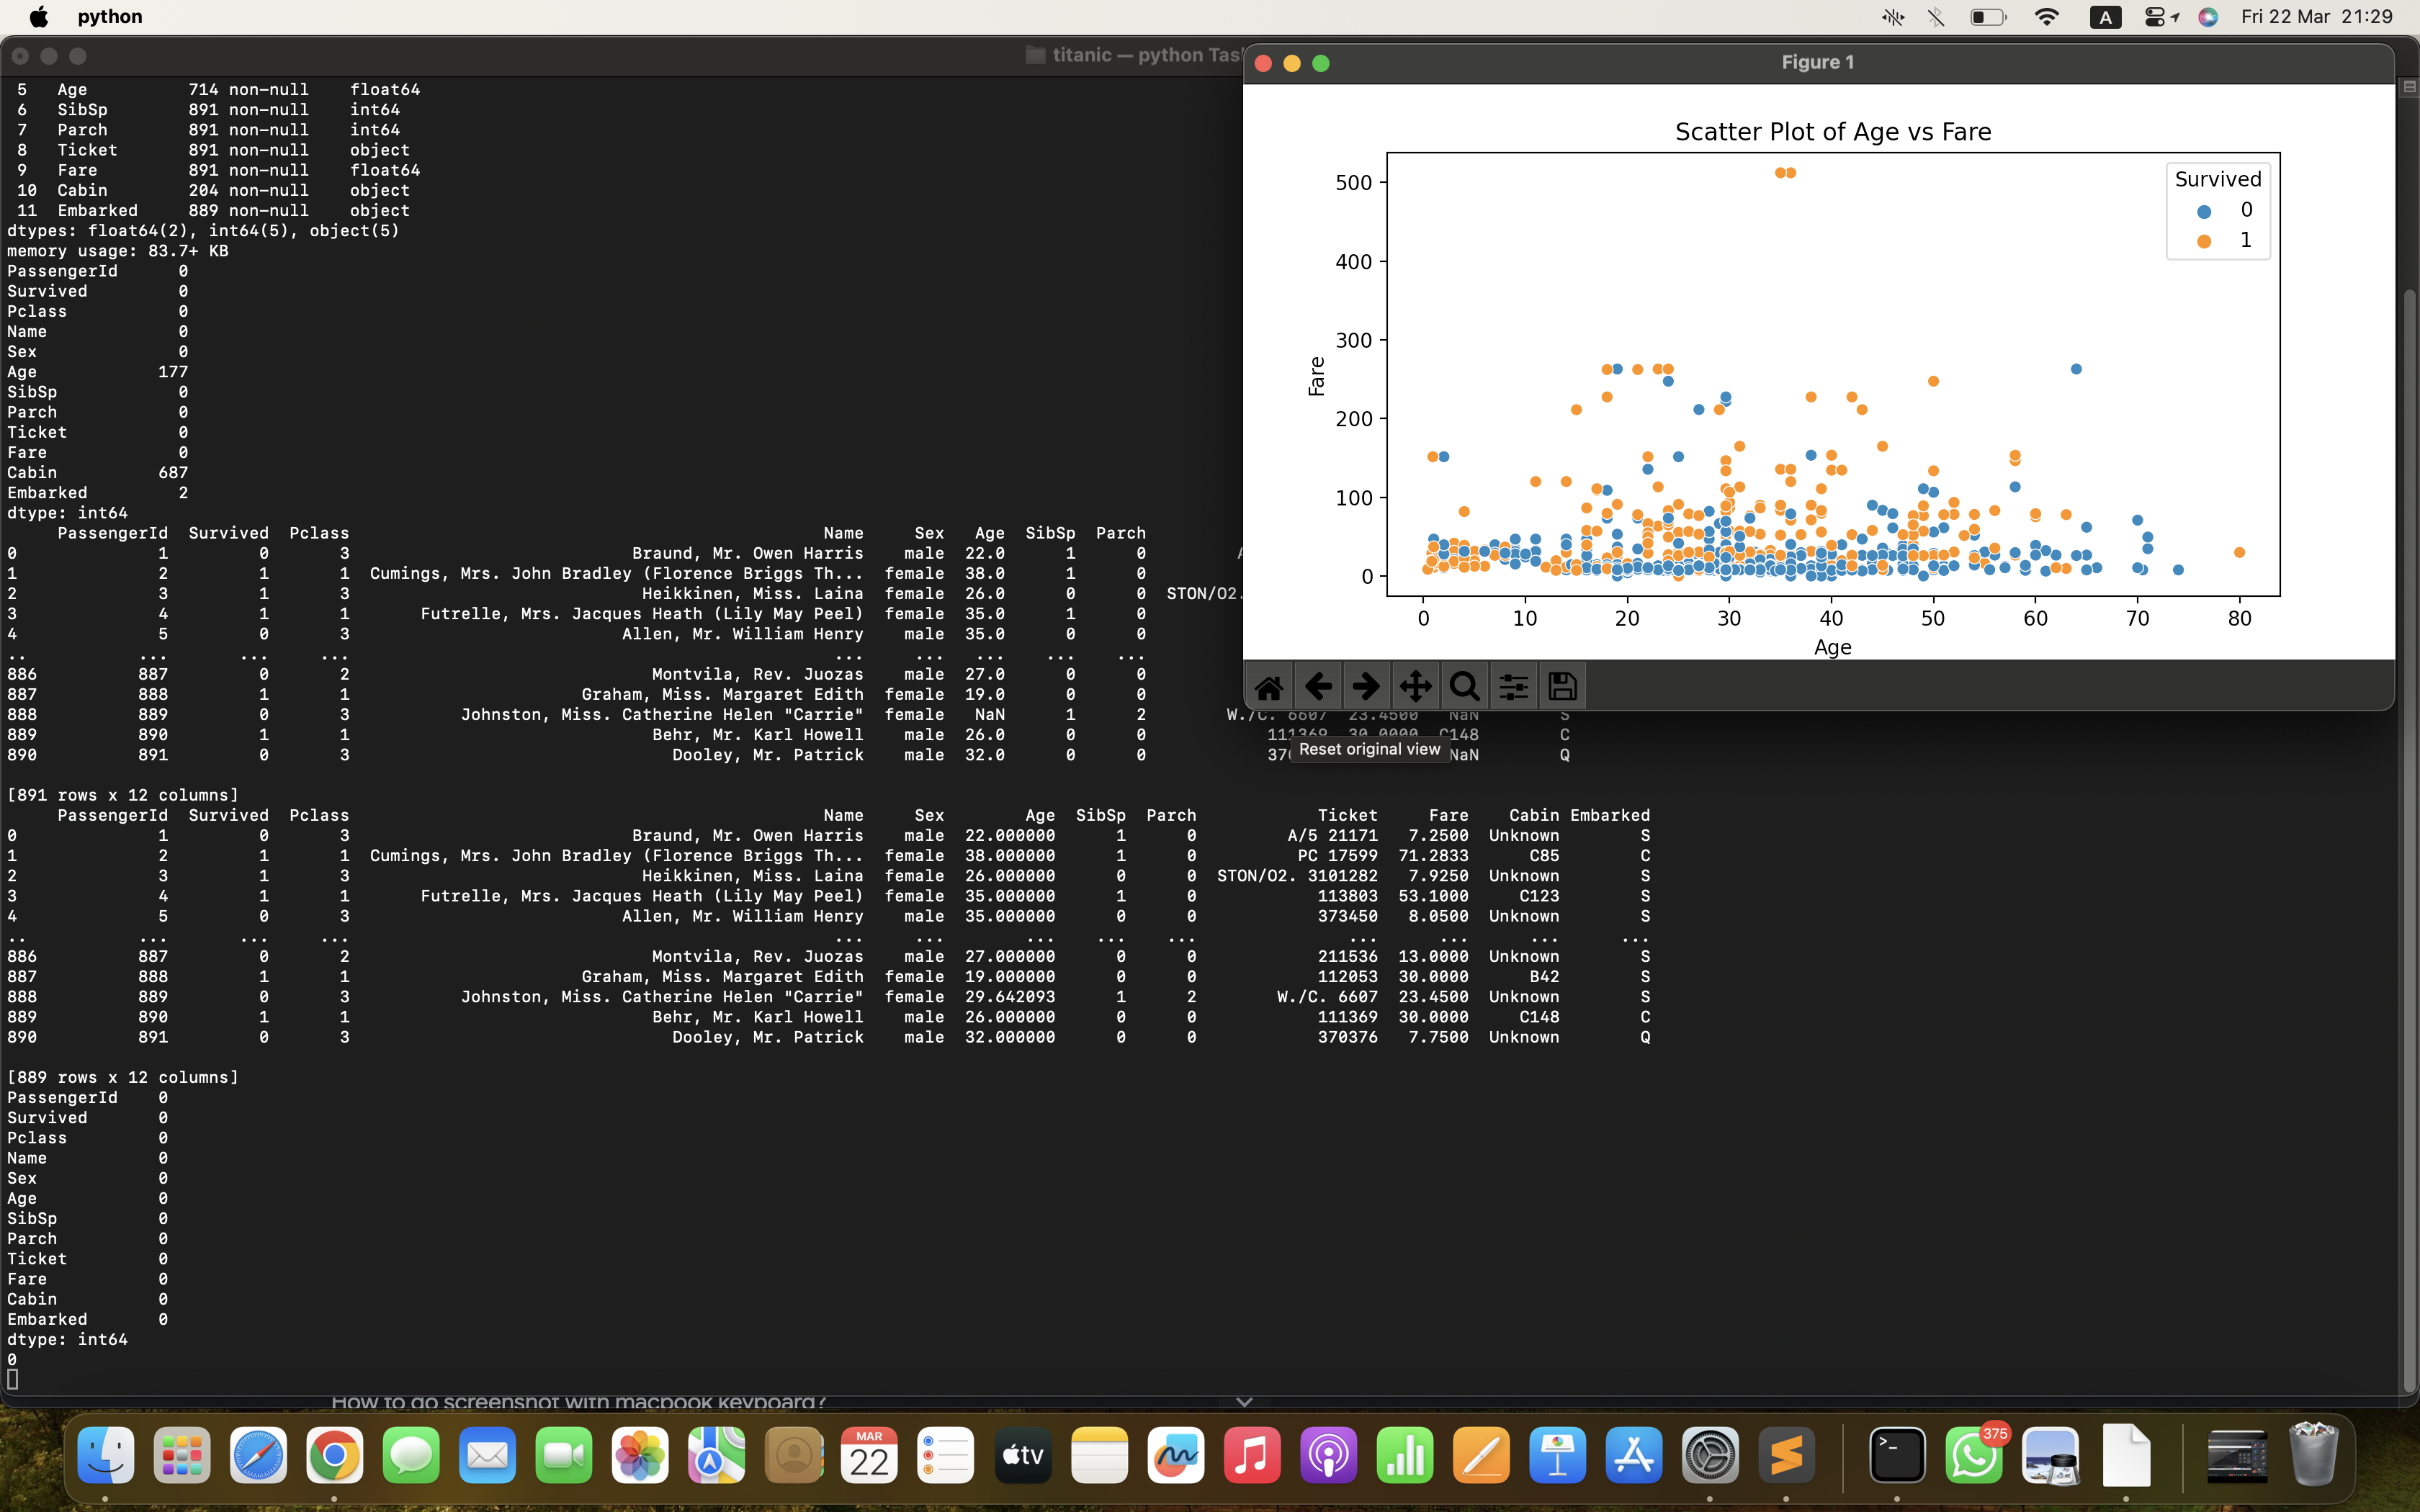 python
Fri 22 Mar 21:29
A
titanic — python Tas
 5   Age          714 non-null    float64
 6   SibSp        891 non-null    int64
 7   Parch        891 non-null    int64
 8   Ticket       891 non-null    object
 9   Fare         891 non-null    float64
 10  Cabin        204 non-null    object
 11  Embarked     889 non-null    object
dtypes: float64(2), int64(5), object(5)
memory usage: 83.7+ KB
PassengerId      0
Survived         0
Pclass           0
Name             0
Sex              0
Age            177
SibSp            0
Parch            0
Ticket           0
Fare             0
Cabin          687
Embarked         2
dtype: int64
     PassengerId  Survived  Pclass                                               Name     Sex   Age  SibSp  Parch
0              1         0       3                            Braund, Mr. Owen Harris    male  22.0      1      0         A
1              2         1       1  Cumings, Mrs. John Bradley (Florence Briggs Th...  female  38.0      1      0
2              3         1       3                             Heikkinen, Miss. Laina  female  26.0      0      0  STON/O2.
3              4         1       1       Futrelle, Mrs. Jacques Heath (Lily May Peel)  female  35.0      1      0
4              5         0       3                           Allen, Mr. William Henry    male  35.0      0      0
..           ...       ...     ...                                                ...     ...   ...    ...    ...
886          887         0       2                              Montvila, Rev. Juozas    male  27.0      0      0
887          888         1       1                       Graham, Miss. Margaret Edith  female  19.0      0      0
888          889         0       3           Johnston, Miss. Catherine Helen "Carrie"  female   NaN      1      2        W./C. 6607  23.4500   NaN        S
889          890         1       1                              Behr, Mr. Karl Howell    male  26.0      0      0            111369  30.0000  C148        C
890          891         0       3                                Dooley, Mr. Patrick    male  32.0      0      0            37 NaN        Q
[891 rows x 12 columns]
     PassengerId  Survived  Pclass                                               Name     Sex        Age  SibSp  Parch            Ticket     Fare    Cabin Embarked
0              1         0       3                            Braund, Mr. Owen Harris    male  22.000000      1      0         A/5 21171   7.2500  Unknown        S
1              2         1       1  Cumings, Mrs. John Bradley (Florence Briggs Th...  female  38.000000      1      0          PC 17599  71.2833      C85        C
2              3         1       3                             Heikkinen, Miss. Laina  female  26.000000      0      0  STON/O2. 3101282   7.9250  Unknown        S
3              4         1       1       Futrelle, Mrs. Jacques Heath (Lily May Peel)  female  35.000000      1      0            113803  53.1000     C123        S
4              5         0       3                           Allen, Mr. William Henry    male  35.000000      0      0            373450   8.0500  Unknown        S
..           ...       ...     ...                                                ...     ...        ...    ...    ...               ...      ...      ...      ...
886          887         0       2                              Montvila, Rev. Juozas    male  27.000000      0      0            211536  13.0000  Unknown        S
887          888         1       1                       Graham, Miss. Margaret Edith  female  19.000000      0      0            112053  30.0000      B42        S
888          889         0       3           Johnston, Miss. Catherine Helen "Carrie"  female  29.642093      1      2        W./C. 6607  23.4500  Unknown        S
889          890         1       1                              Behr, Mr. Karl Howell    male  26.000000      0      0            111369  30.0000     C148        C
890          891         0       3                                Dooley, Mr. Patrick    male  32.000000      0      0            370376   7.7500  Unknown        Q
[889 rows x 12 columns]
PassengerId    0
Survived       0
Pclass         0
Name           0
Sex            0
Age            0
SibSp          0
Parch          0
Ticket         0
Fare           0
Cabin          0
Embarked       0
dtype: int64
0
Figure 1
Scatter Plot of Age vs Fare
Survived
0
1
500
400
300
200
100
0
Fare
0 10 20 30 40 50 60 70 80
Age
Reset original view
How to do screenshot with macbook keyboard?
MAR
22
tv
375